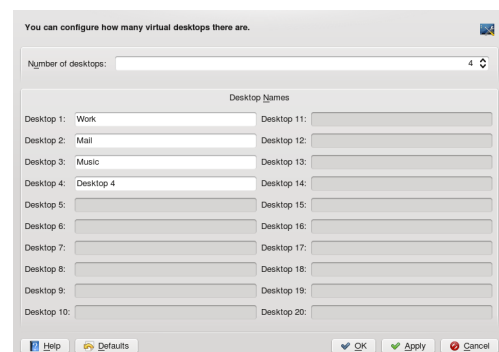 You can configure how many virtual desktops there are.
Number of desktops: 4
Desktop Names
Desktop 1: Work Desktop 11:
Desktop 2: Mail Desktop 12:
Desktop 3: Music Desktop 13:
Desktop 4: Desktop 4 Desktop 14:
Desktop 5: Desktop 15:
Desktop 6: Desktop 16:
Desktop 7: Desktop 17:
Desktop 8: Desktop 18:
Desktop 9: Desktop 19:
Desktop 10: Desktop 20:
Help Defaults OK Apply Cancel